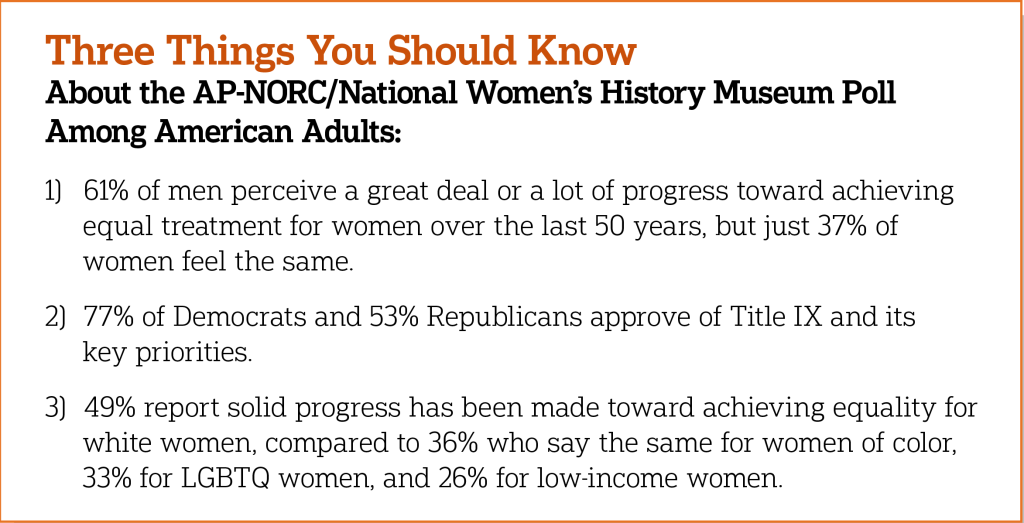 Three Things You Should Know
About the AP-NORC/National Women’s History Museum Poll
Among American Adults:
1) 61% of men perceive a great deal or a lot of progress toward achieving
equal treatment for women over the last 50 years, but just 37% of
women feel the same.
2) 77% of Democrats and 53% Republicans approve of Title IX and its
key priorities.
3) 49% report solid progress has been made toward achieving equality for
white women, compared to 36% who say the same for women of color,
33% for LGBTQ women, and 26% for low-income women.